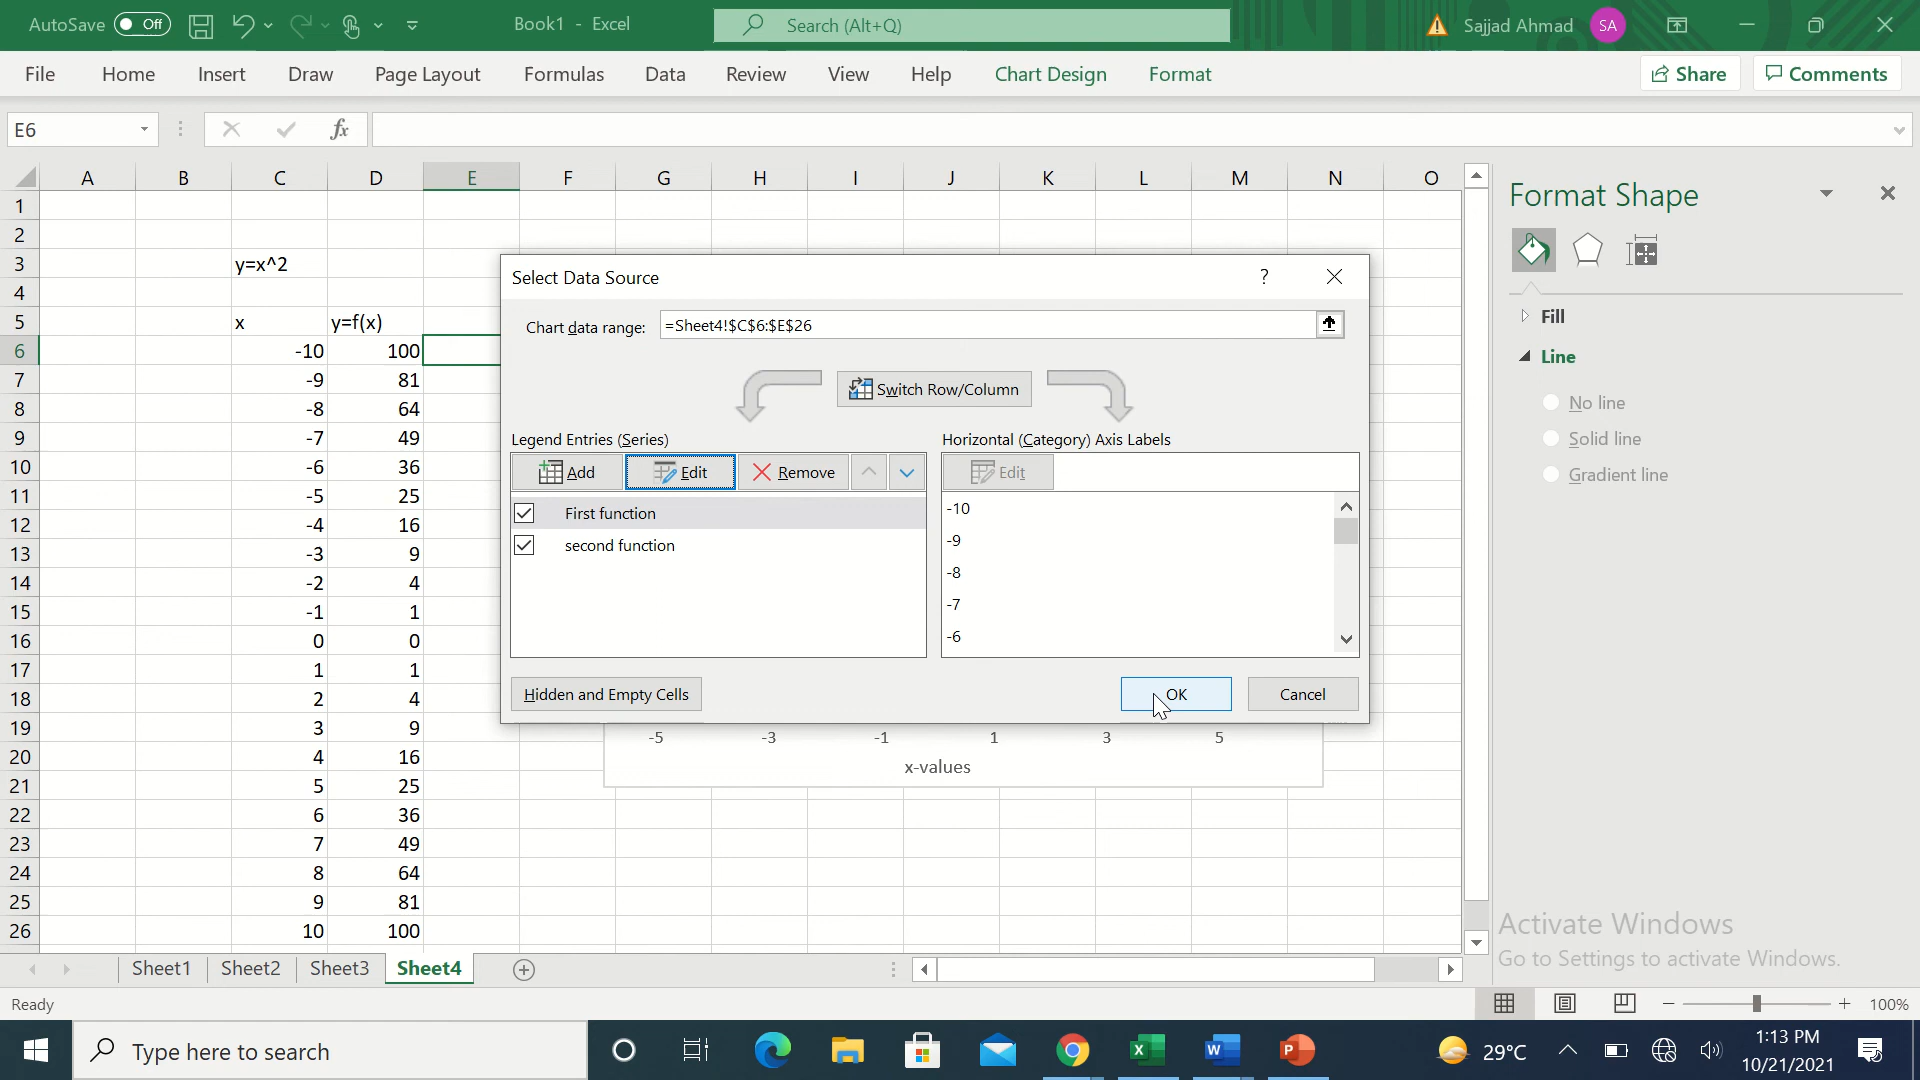 AutoSave Off Book1 - Excel Search (Alt+Q) Sajjad Ahmad SA
File Home Insert Draw Page Layout Formulas Data Review View Help Chart Design Format Share Comments
E6 fx
A B C D E F G H I J K L M N O
1
2
3 y=x^2
4
5 x y=f(x)
6 -10 100
7 -9 81
8 -8 64
9 -7 49
10 -6 36
11 -5 25
12 -4 16
13 -3 9
14 -2 4
15 -1 1
16 0 0
17 1 1
18 2 4
19 3 9
20 4 16
21 5 25
22 6 36
23 7 49
24 8 64
25 9 81
26 10 100
Select Data Source ?
Chart data range: =Sheet4!$C$6:$E$26
Switch Row/Column
Legend Entries (Series)
Add Edit Remove
First function
second function
Horizontal (Category) Axis Labels
Edit
-10
-9
-8
-7
-6
Hidden and Empty Cells OK Cancel
-5 -3 -1 1 3 5
x-values
Format Shape
Fill
Line
No line
Solid line
Gradient line
Activate Windows
Go to Settings to activate Windows.
Sheet1 Sheet2 Sheet3 Sheet4
Ready 100%
Type here to search 29°C 1:13 PM
10/21/2021